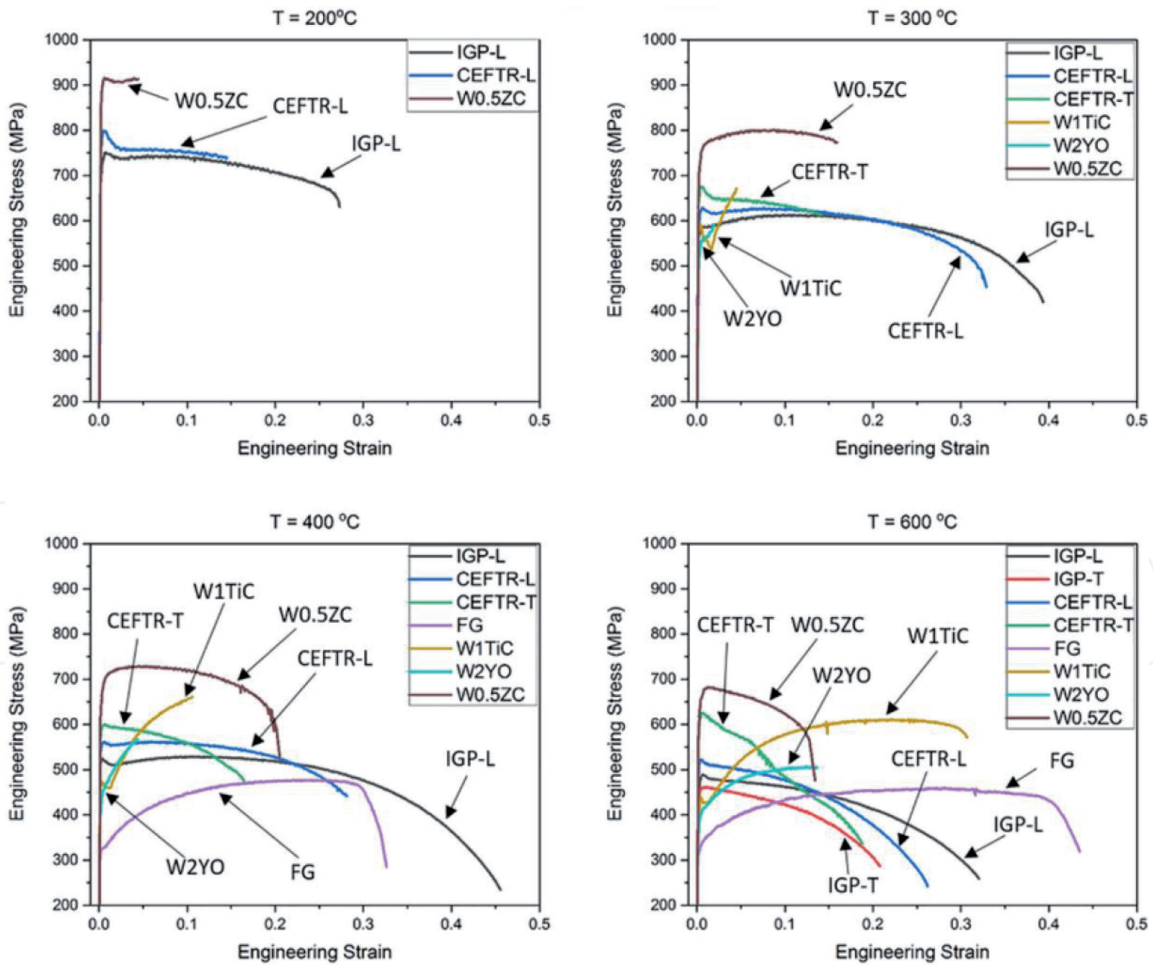 T = 200°C
1000
900
800
700
600
500
400
300
200
0.0 0.1 0.2 0.3 0.4 0.5
Engineering Stress (MPa)
Engineering Strain
IGP-L
CEFTR-L
W0.5ZC
W0.5ZC
CEFTR-L
IGP-L
T = 300 °C
1000
900
800
700
600
500
400
300
200
0.0 0.1 0.2 0.3 0.4 0.5
Engineering Stress (MPa)
Engineering Strain
IGP-L
CEFTR-L
CEFTR-T
W1TiC
W2YO
W0.5ZC
W0.5ZC
CEFTR-T
IGP-L
W1TiC
W2YO
CEFTR-L
T = 400 °C
1000
900
800
700
600
500
400
300
200
0.0 0.1 0.2 0.3 0.4 0.5
Engineering Stress (MPa)
Engineering Strain
IGP-L
CEFTR-L
CEFTR-T
FG
W1TiC
W2YO
W0.5ZC
W1TiC
CEFTR-T
W0.5ZC
CEFTR-L
IGP-L
W2YO
FG
T = 600 °C
1000
900
800
700
600
500
400
300
200
0.0 0.1 0.2 0.3 0.4 0.5
Engineering Stress (MPa)
Engineering Strain
IGP-L
IGP-T
CEFTR-L
CEFTR-T
FG
W1TiC
W2YO
W0.5ZC
CEFTR-T
W0.5ZC
W1TiC
W2YO
CEFTR-L
FG
IGP-L
IGP-T